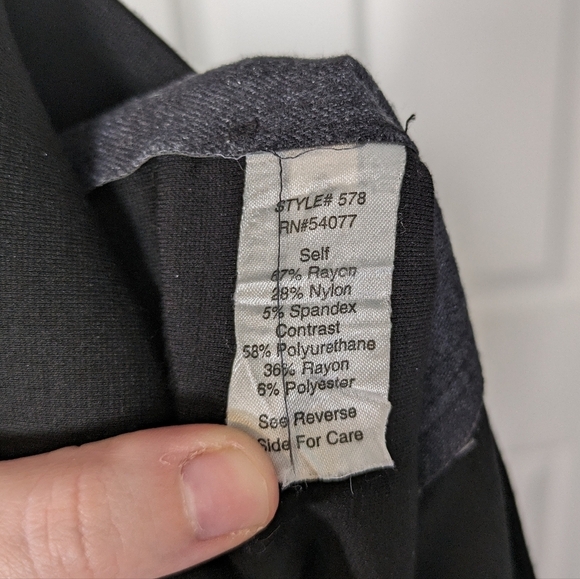 STYLE# 578
RN#54077
Self
67% Rayon
28% Nylon
5% Spandex
Contrast
58% Polyurethane
36% Rayon
6% Polyester
See Reverse
Side For Care